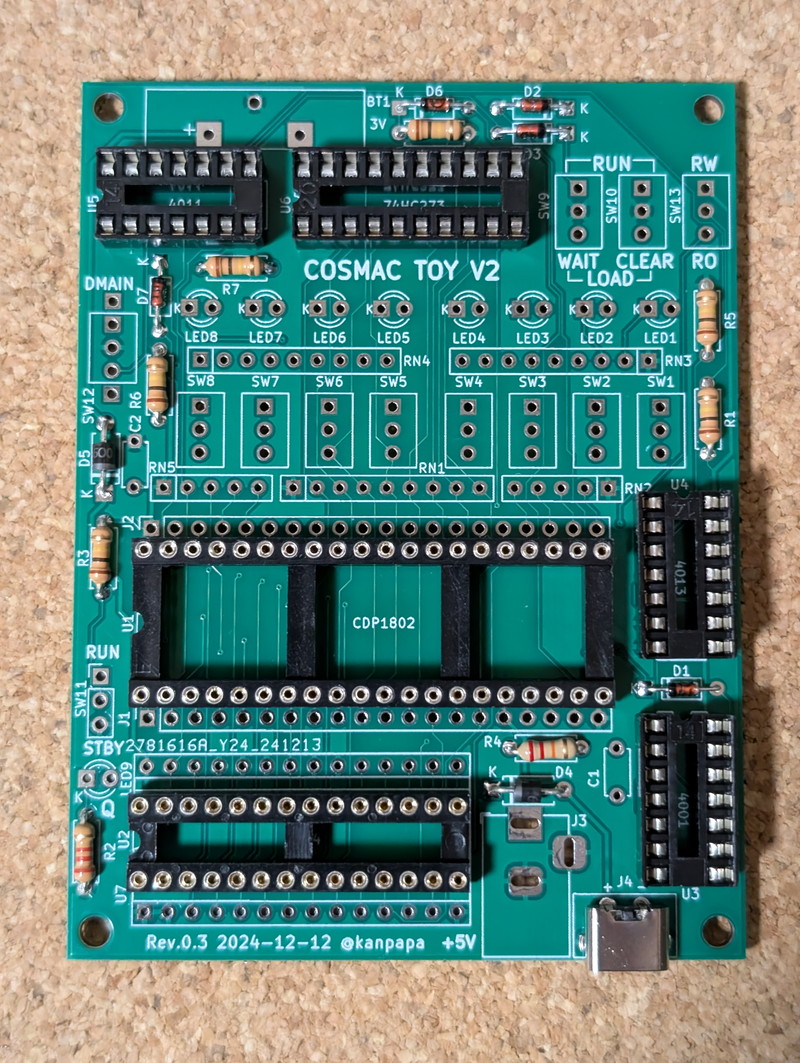 K D6 D2
BT1 K
3V K
D3
RUN RW
U5 14 4011
U6 20 74HC273
SW9 SW10 SW13
WAIT CLEAR RO
LOAD
K R7 COSMAC TOY V2
DMAIN D7
K K K K K K K K
LED8 LED7 LED6 LED5 LED4 LED3 LED2 LED1 R5
RN4 RN3
SW8 SW7 SW6 SW5 SW4 SW3 SW2 SW1
SW12 R6 C2 R1
D5 K
RN5 RN1 RN2 U4
J2 14
R3 4013
U1 CDP1802
RUN
SW11 D1
K
J1
STBY 2781616A_Y24_241213 R4
K LED9 K D4 C1 14
U2 J3 4001
R2
U7 J4 U3
+ -
Rev.0.3 2024-12-12 @kanpapa +5V